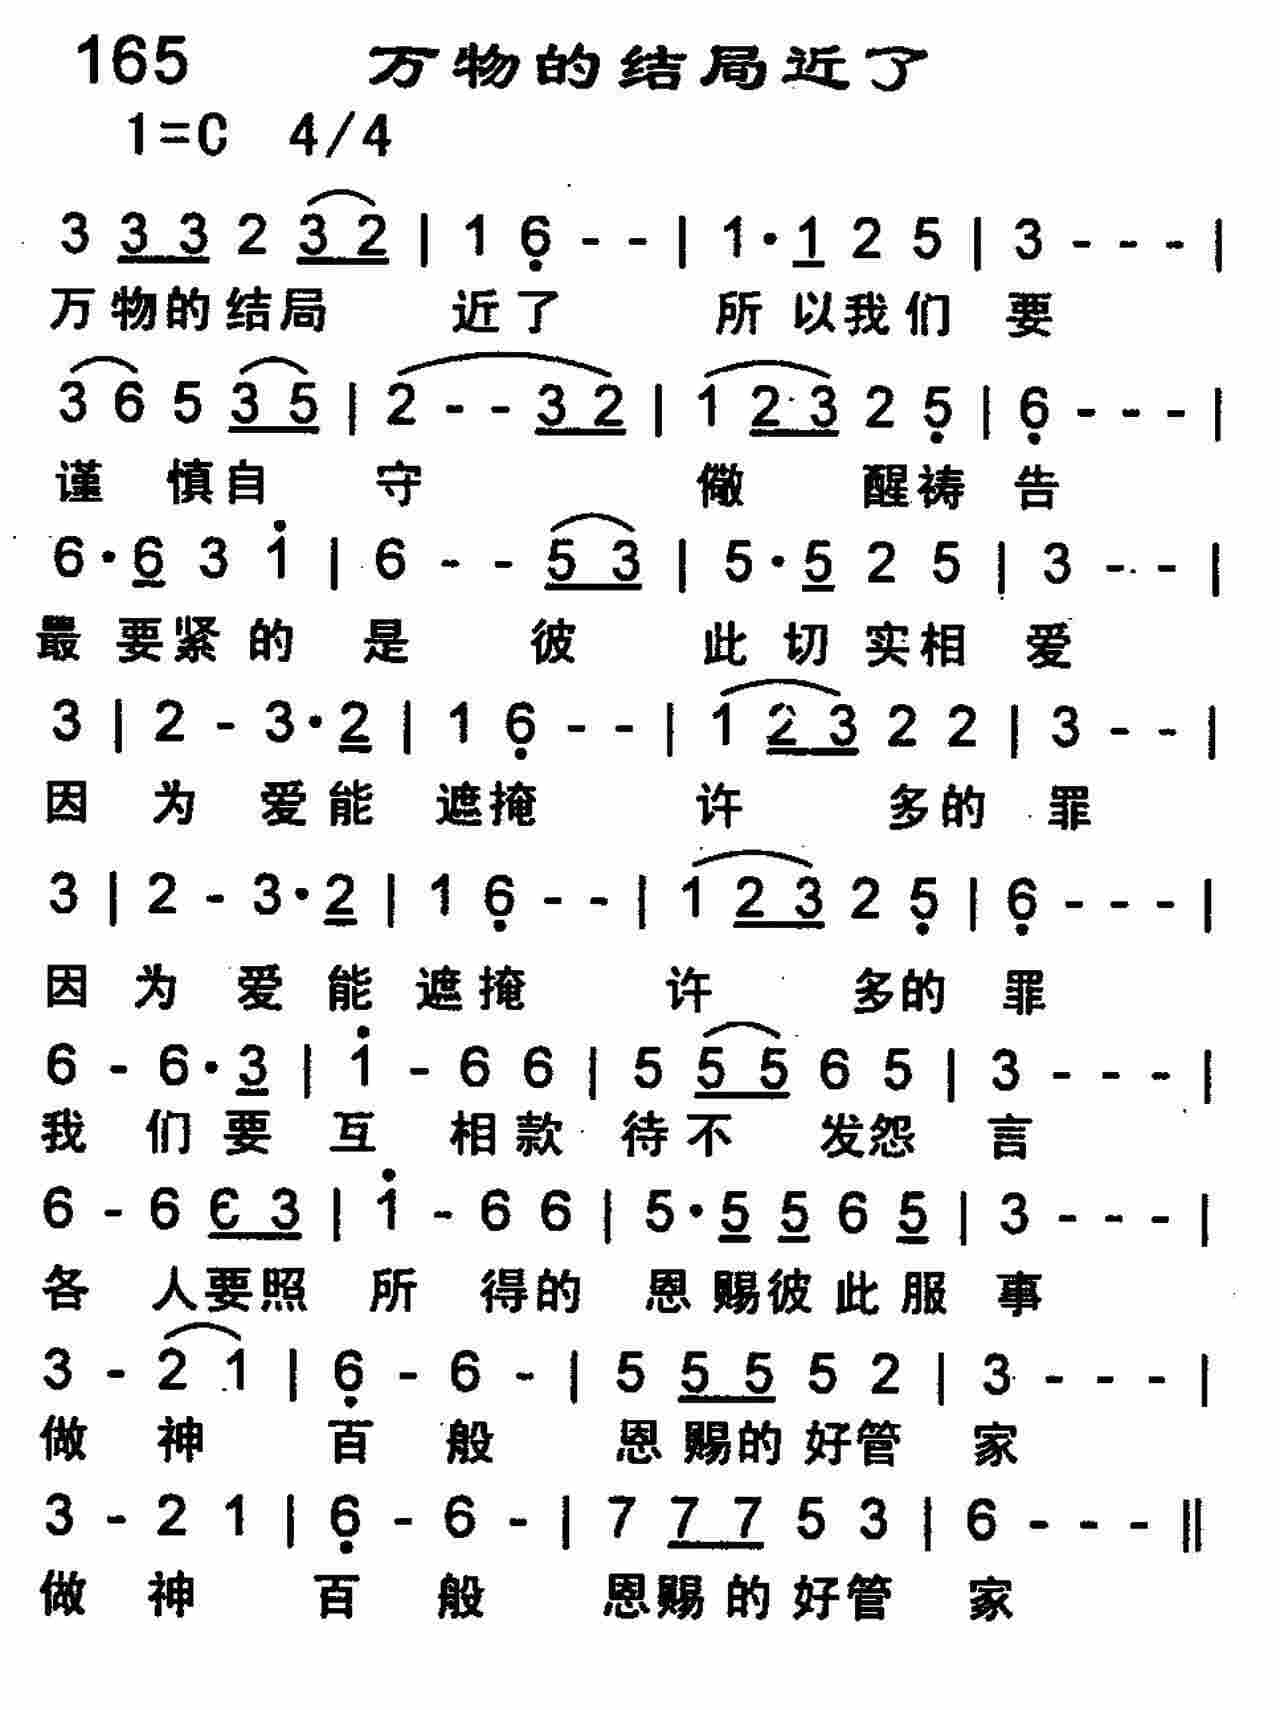 165 万物的结局近了
1=C 4/4
3 3 3 2 3 2 | 1 6 - - | 1· 1 2 5 | 3 - - - |
万物的结局 近了 所以我们要
3 6 5 3 5 | 2 - - 3 2 | 1 2 3 2 5 | 6 - - - |
谨慎自守 儆醒祷告
6· 6 3 1 | 6 - - 5 3 | 5· 5 2 5 | 3 - - |
最要紧的是彼此切实相爱
3 | 2 - 3· 2 | 1 6 - - | 1 2 3 2 2 | 3 - - |
因为爱能遮掩 许多的罪
3 | 2 - 3· 2 | 1 6 - - | 1 2 3 2 5 | 6 - - - |
因为爱能遮掩 许多的罪
6 - 6· 3 | 1 - 6 6 | 5 5 5 6 5 | 3 - - - |
我们要互相款待不发怨言
6 - 6 6 3 | 1 - 6 6 | 5· 5 5 6 5 | 3 - - - |
各人要照所得的恩赐彼此服事
3 - 2 1 | 6 - 6 - | 5 5 5 5 2 | 3 - - - |
做神百般恩赐的好管家
3 - 2 1 | 6 - 6 - | 7 7 7 5 3 | 6 - - - ‖
做神百般恩赐的好管家